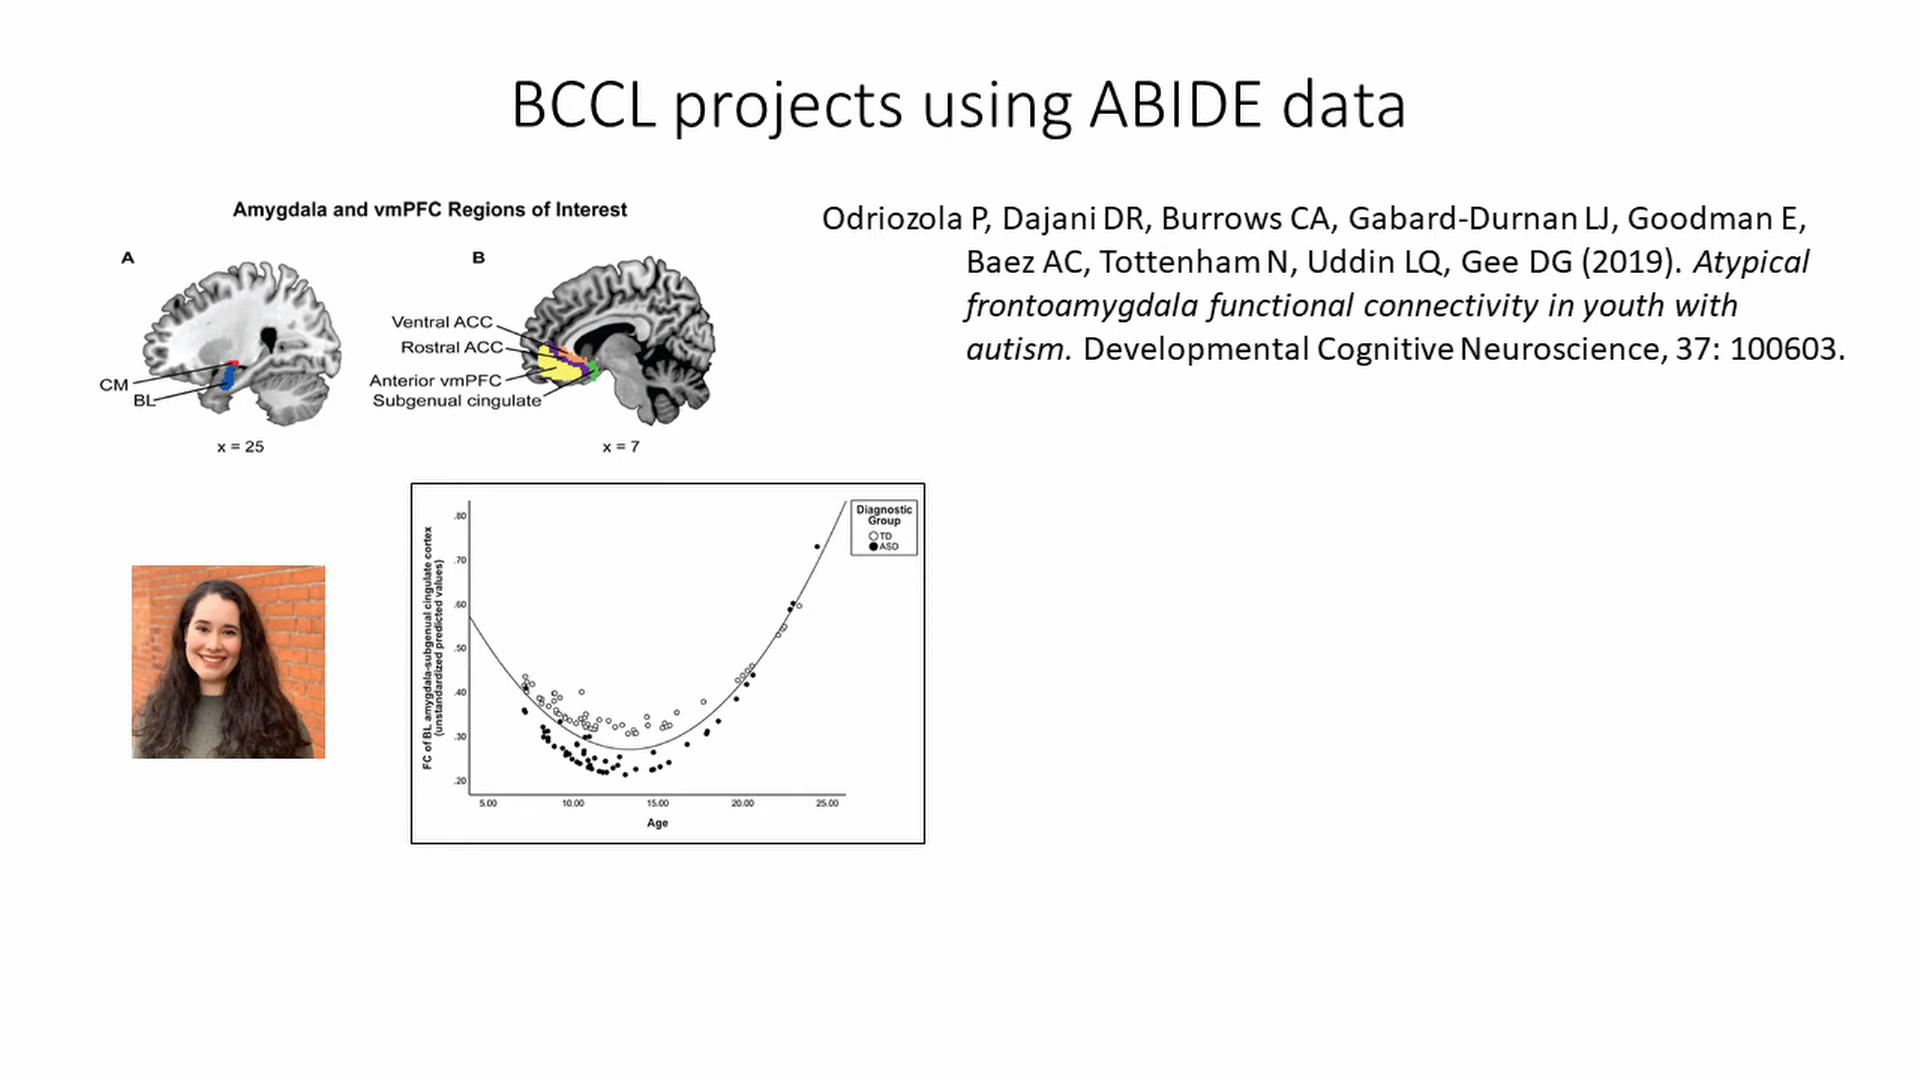 BCCL projects using ABIDE data
Amygdala and vmPFC Regions of Interest
A
B
Ventral ACC
Rostral ACC
Anterior vmPFC
Subgenual cingulate
CM
BL
x = 25
x = 7
Odriozola P, Dajani DR, Burrows CA, Gabard-Durnan LJ, Goodman E,
Baez AC, Tottenham N, Uddin LQ, Gee DG (2019). Atypical
frontoamygdala functional connectivity in youth with
autism. Developmental Cognitive Neuroscience, 37: 100603.
FC of BL amygdala-subgenual cingulate cortex
(unstandardized predicted values)
.80
.70
.60
.50
.40
.30
.20
5.00 10.00 15.00 20.00 25.00
Age
Diagnostic
Group
TD
ASD